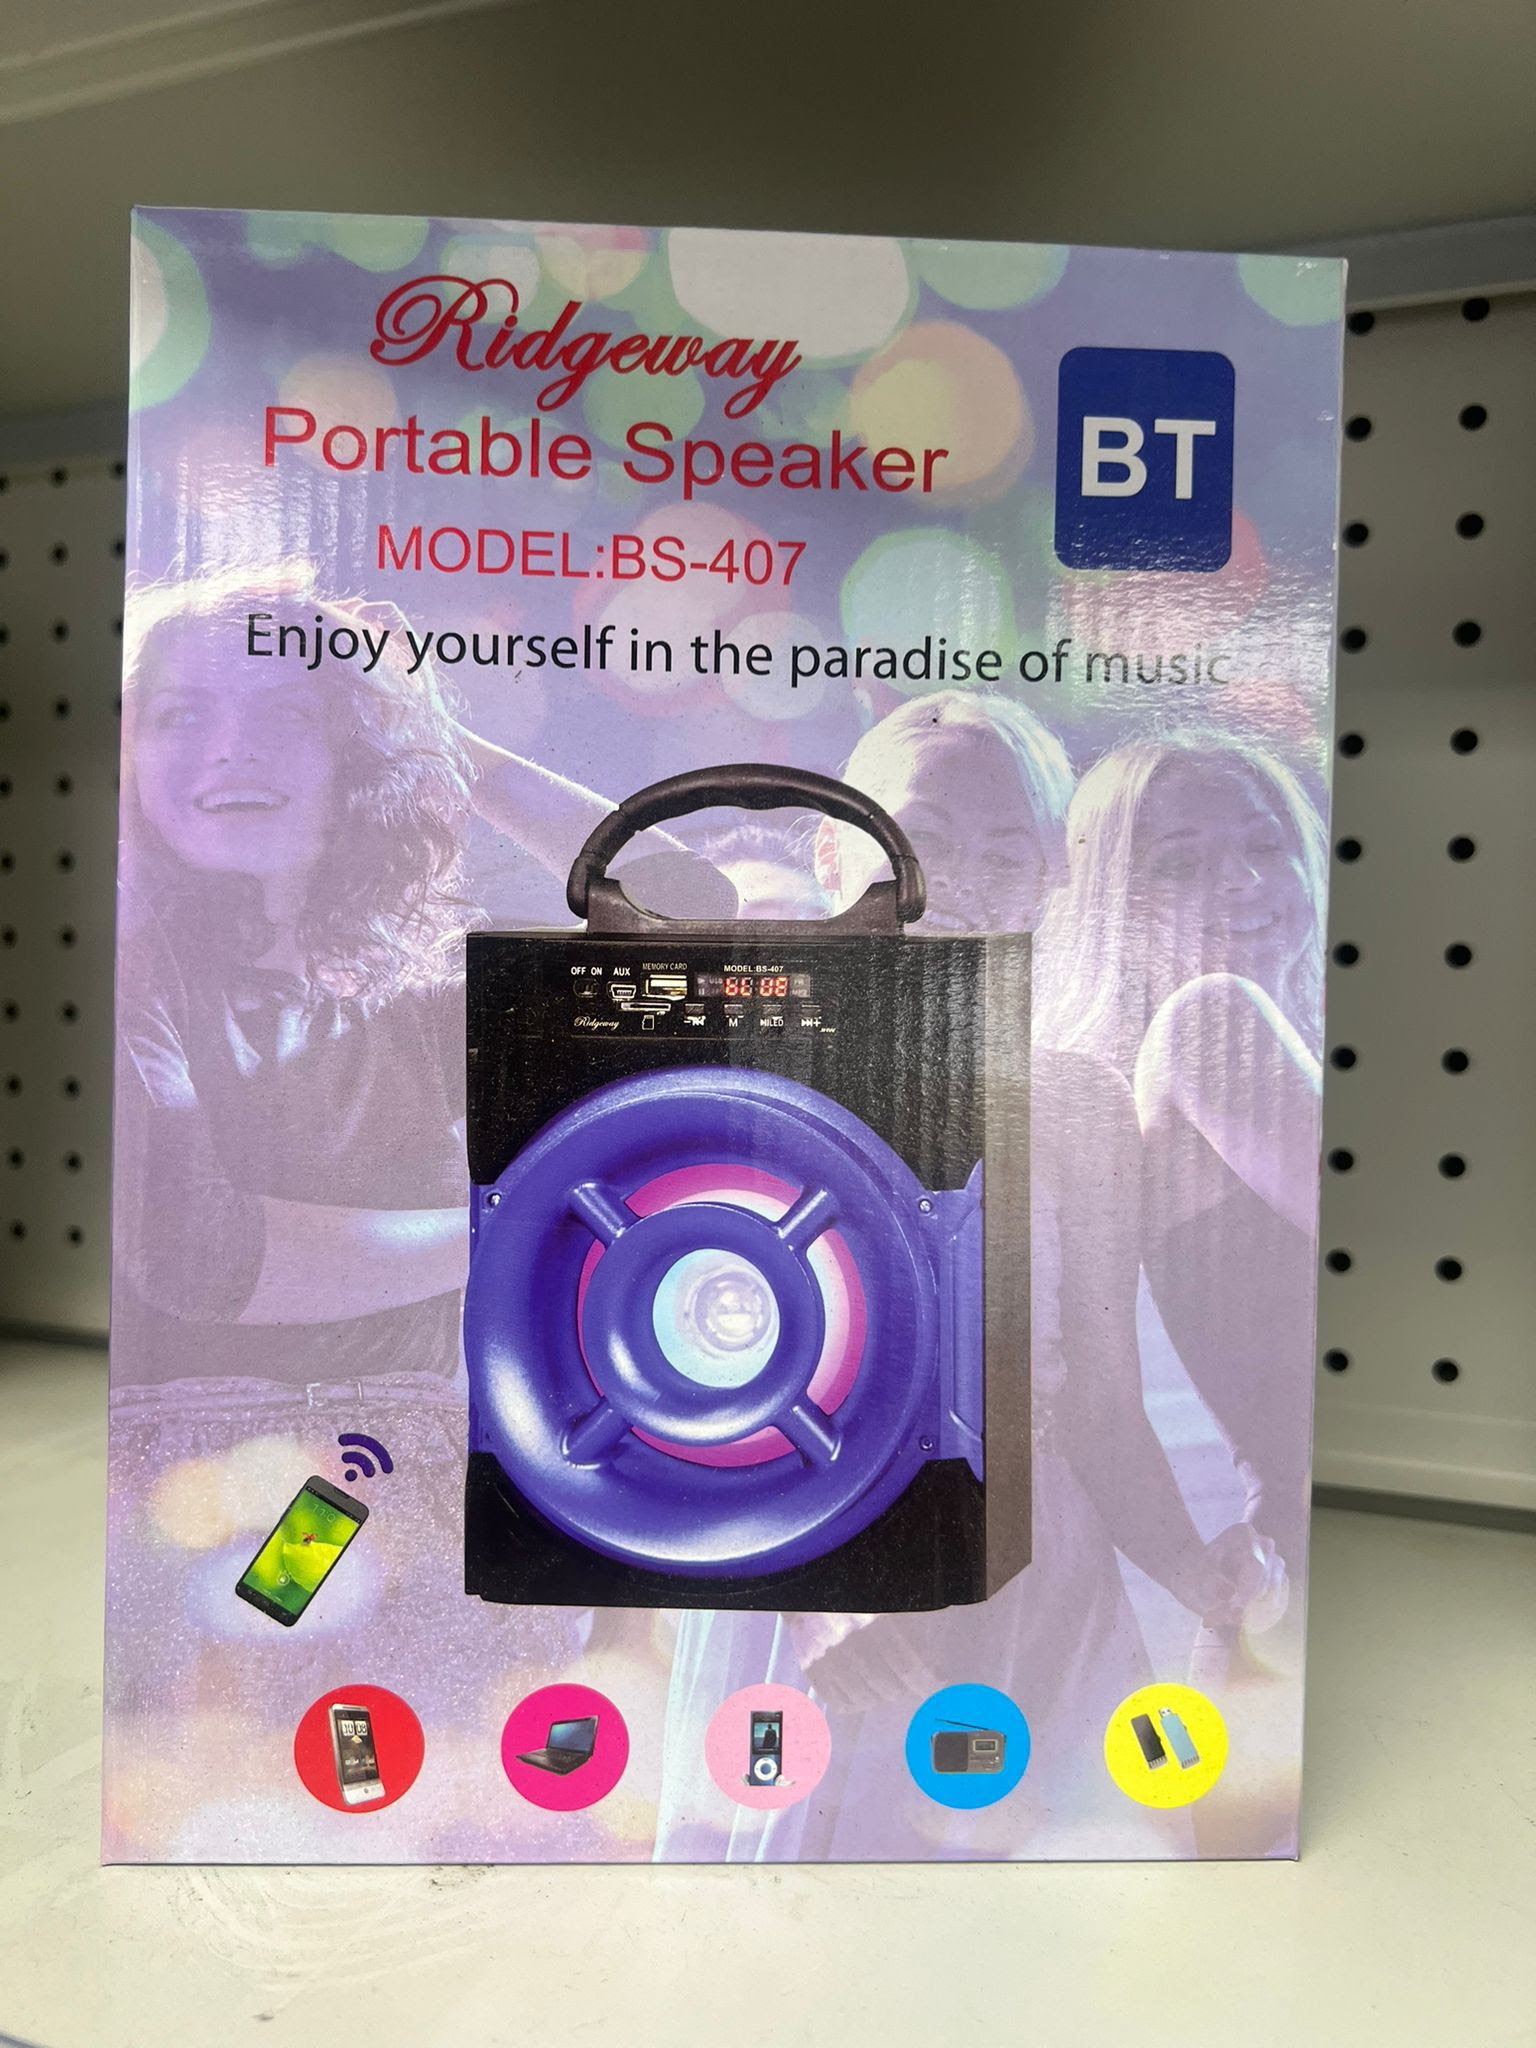 Ridgeway
Portable Speaker
BT
MODEL:BS-407
Enjoy yourself in the paradise of music
OFF ON AUX MEMORY CARD MODEL:BS-407
Ridgeway M LED